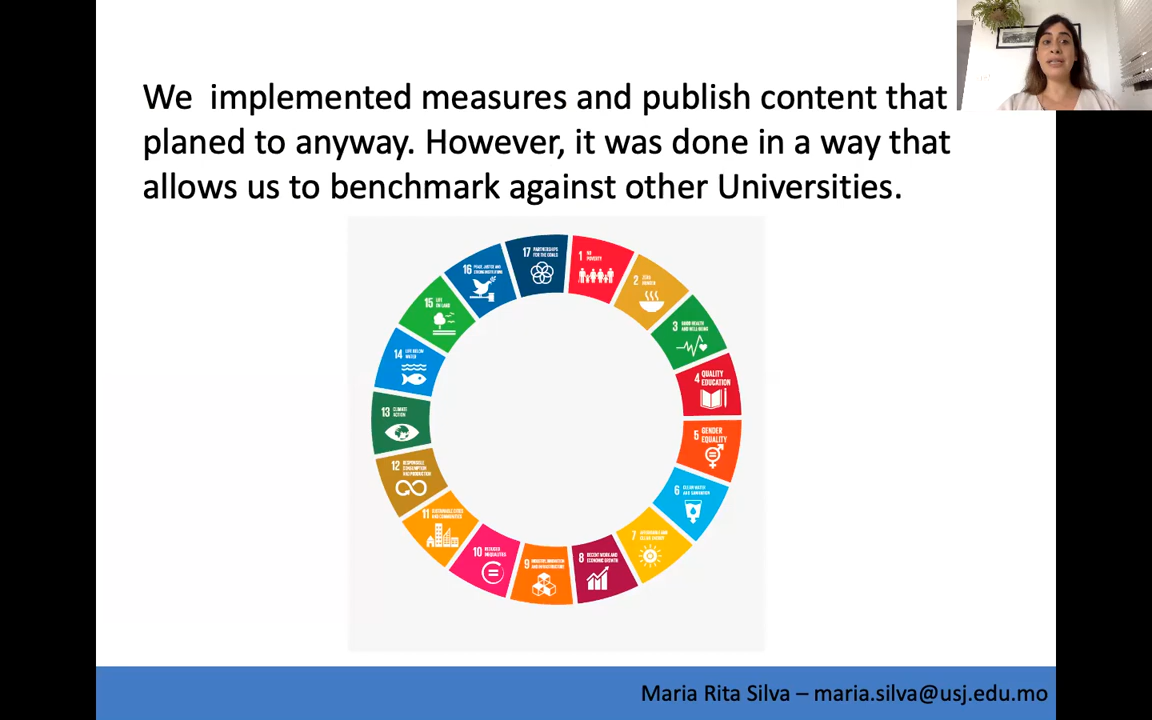 We  implemented measures and publish content that
planed to anyway. However, it was done in a way that
allows us to benchmark against other Universities.
17 PARTNERSHIPS
FOR THE GOALS
1 NO
POVERTY
2 ZERO
HUNGER
3 GOOD HEALTH
AND WELL-BEING
4 QUALITY
EDUCATION
5 GENDER
EQUALITY
6 CLEAN WATER
AND SANITATION
7 AFFORDABLE AND
CLEAN ENERGY
8 DECENT WORK AND
ECONOMIC GROWTH
9 INDUSTRY, INNOVATION
AND INFRASTRUCTURE
10 REDUCED
INEQUALITIES
11 SUSTAINABLE CITIES
AND COMMUNITIES
12 RESPONSIBLE
CONSUMPTION
AND PRODUCTION
13 CLIMATE
ACTION
14 LIFE BELOW
WATER
15 LIFE
ON LAND
16 PEACE, JUSTICE AND
STRONG INSTITUTIONS
Maria Rita Silva – maria.silva@usj.edu.mo